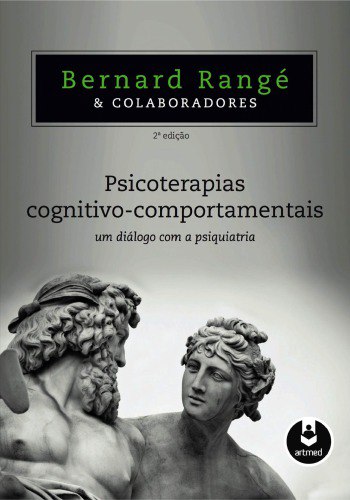 Bernard Rangé
& COLABORADORES
2ª edição
Psicoterapias
cognitivo-comportamentais
um diálogo com a psiquiatria
artmed